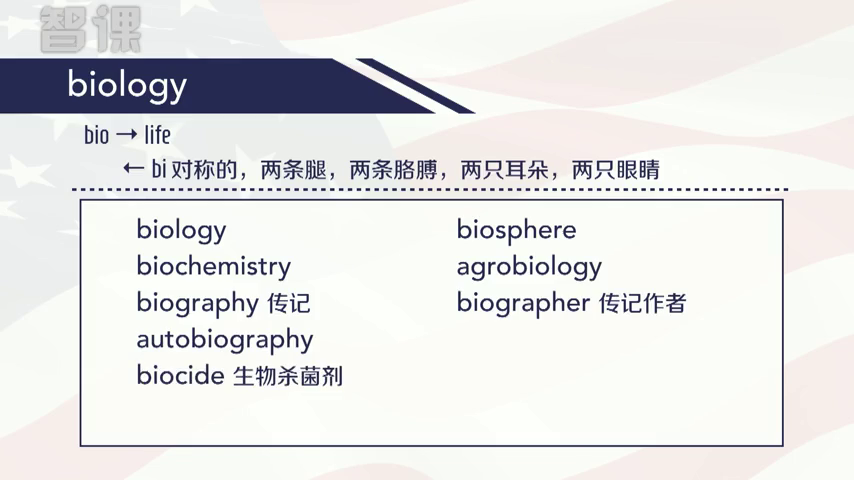 智课
biology
bio → life
← bi 对称的，两条腿，两条胳膊，两只耳朵，两只眼睛
biology
biochemistry
biography 传记
autobiography
biocide 生物杀菌剂
biosphere
agrobiology
biographer 传记作者